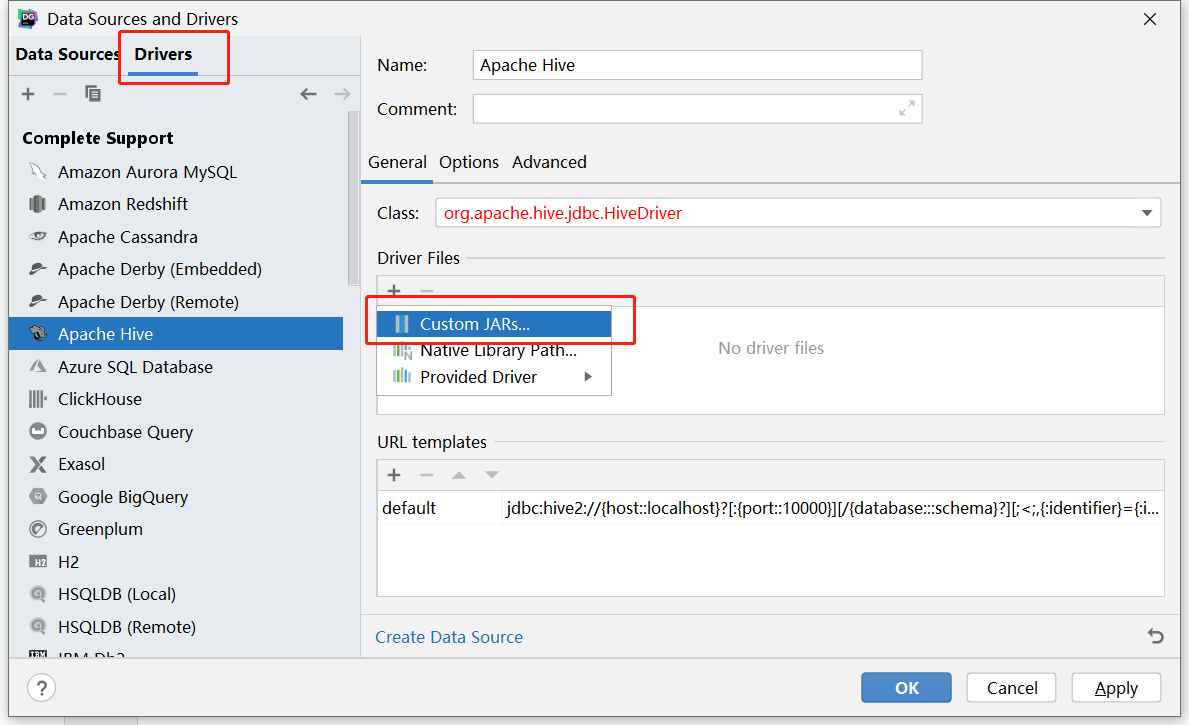 DG
Data Sources and Drivers
Data Sources
Drivers
Complete Support
Amazon Aurora MySQL
Amazon Redshift
Apache Cassandra
Apache Derby (Embedded)
Apache Derby (Remote)
Apache Hive
Azure SQL Database
ClickHouse
Couchbase Query
Exasol
Google BigQuery
Greenplum
H2 H2
HSQLDB (Local)
HSQLDB (Remote)
IBM Db2
Name: Apache Hive
Comment:
General Options Advanced
Class: org.apache.hive.jdbc.HiveDriver
Driver Files
Custom JARs...
Native Library Path...
Provided Driver
No driver files
URL templates
default jdbc:hive2://{host::localhost}?[:{port::10000}][/{database:::schema}?][;<;,{:identifier}={:i...
Create Data Source
?
OK Cancel Apply